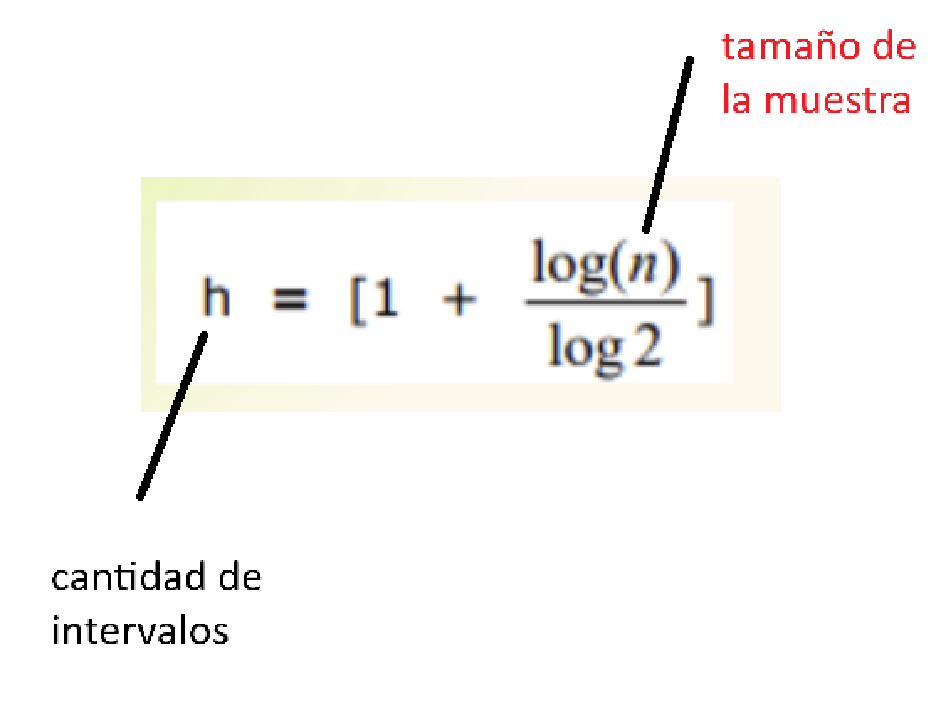 tamaño de
la muestra
h = [1 + log(n) / log 2]
cantidad de
intervalos